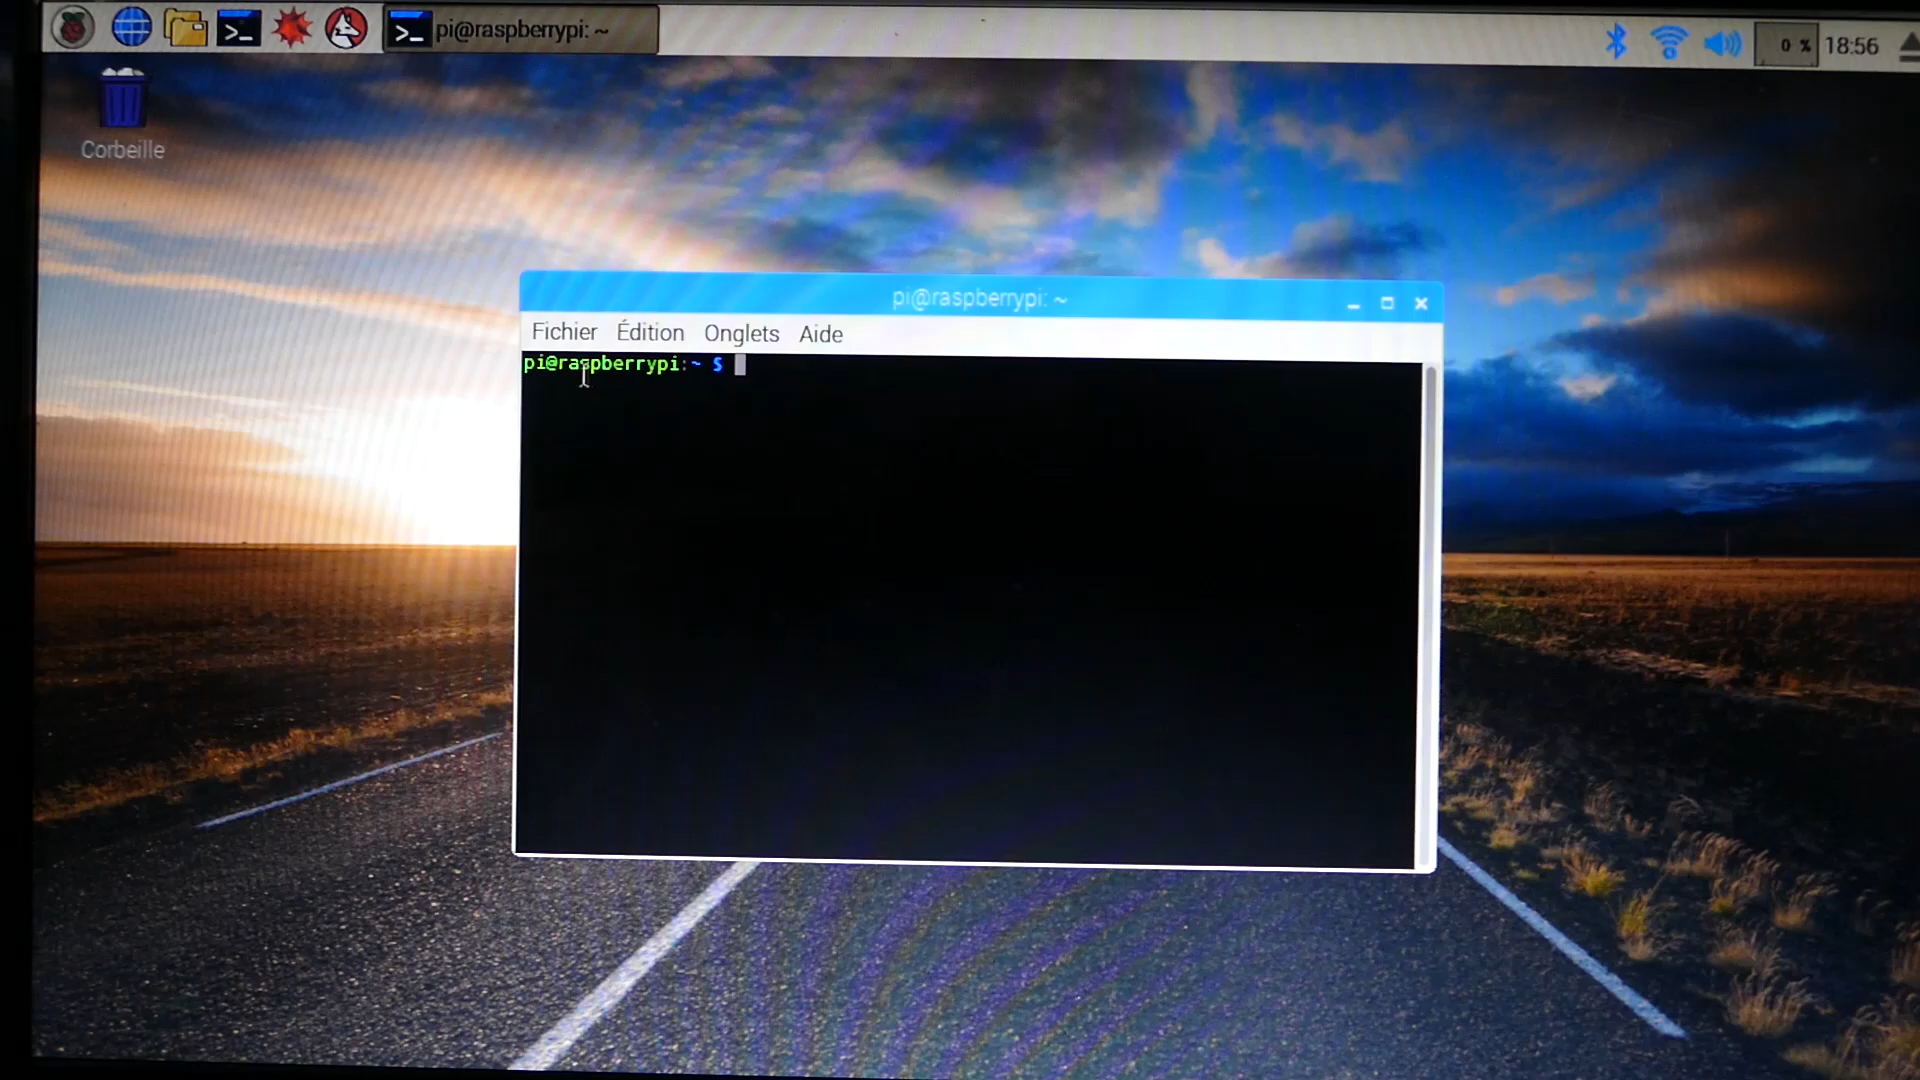 pi@raspberrypi: ~
0 %
18:56
Corbeille
pi@raspberrypi: ~
Fichier Édition Onglets Aide
pi@raspberrypi:~ $